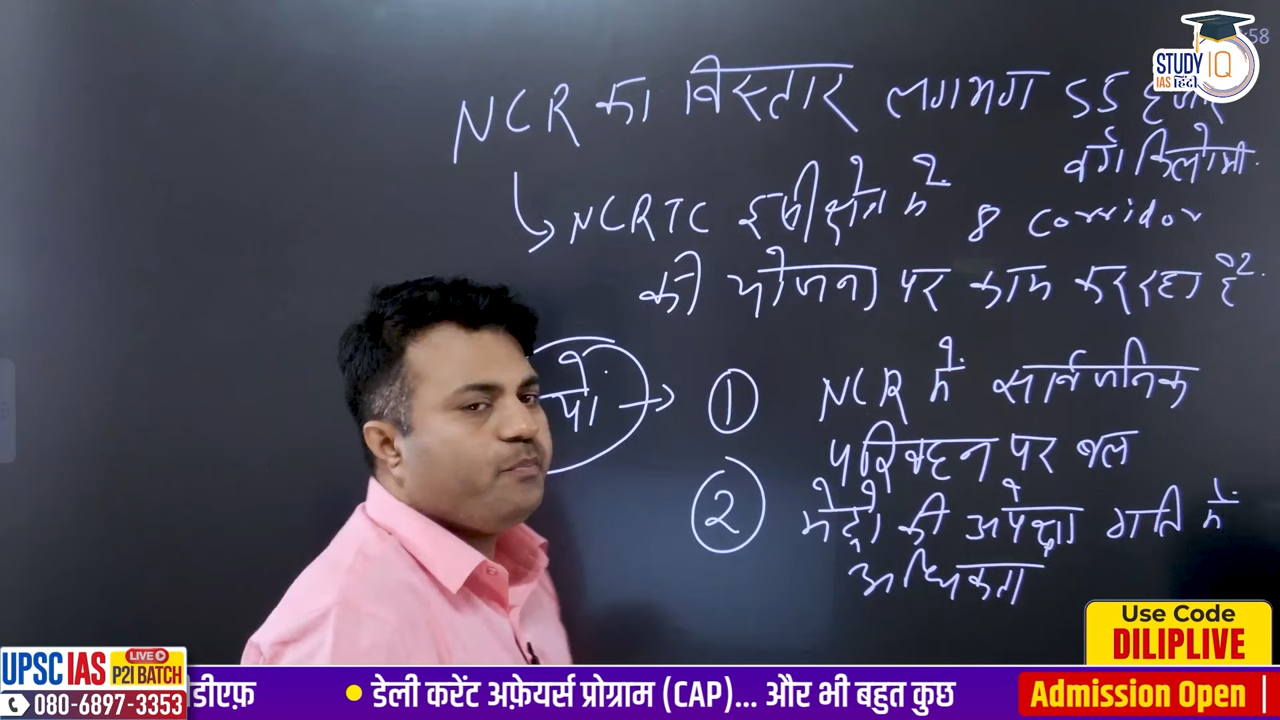 :58
STUDY IQ
IAS हिंदी
NCR का विस्तार लगभग 55 हजार
वर्ग किलोमी.
NCRTC इसी क्षेत्र में 8 corridor
की योजना पर काम कर रहा है.
① NCR में सार्वजनिक
परिवहन पर बल
② मेट्रो की अपेक्षा गति में
अधिकता
Use Code
DILIPLIVE
UPSC IAS LIVE P2I BATCH
080-6897-3353
डीएफ़ • डेली करेंट अफ़ेयर्स प्रोग्राम (CAP)... और भी बहुत कुछ
Admission Open